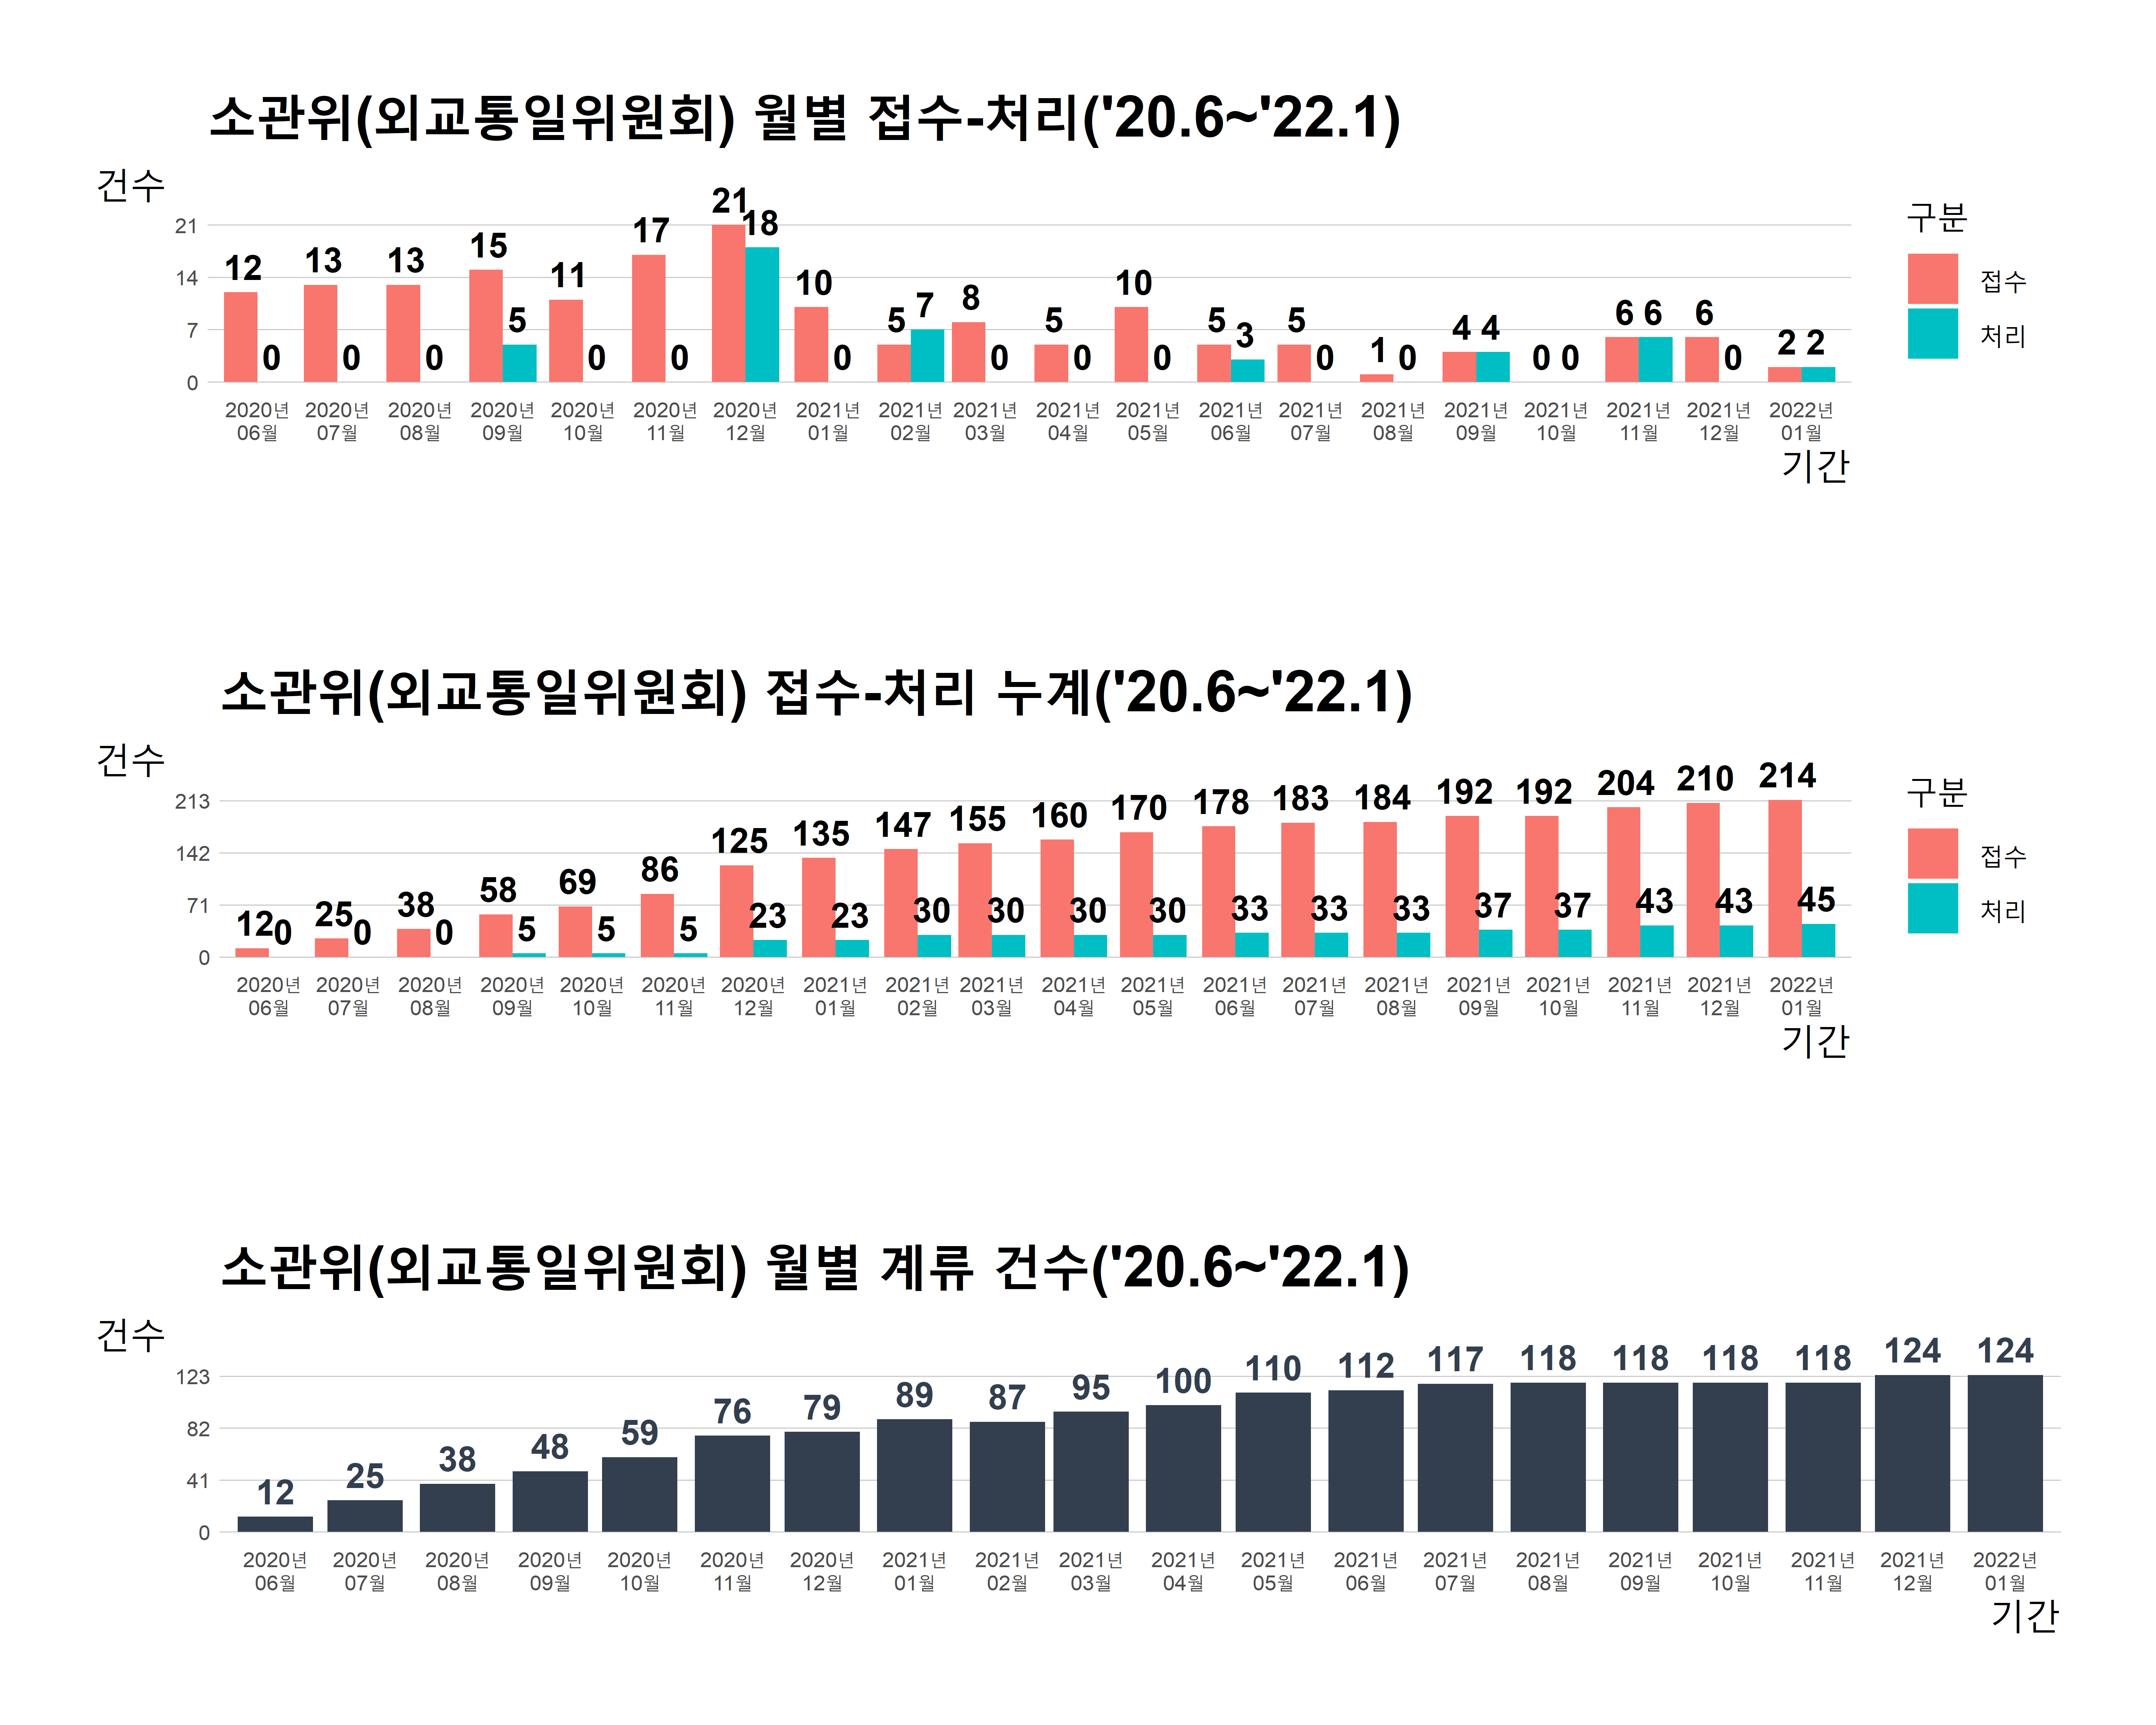 소관위(외교통일위원회) 월별 접수-처리('20.6~'22.1)
건수
21
14
7
0
12 0 13 0 13 0 15 5 11 0 17 0 21 18 10 0 5 7 8 0 5 0 10 0 5 3 5 0 1 0 4 4 0 0 6 6 6 0 2 2
2020년 2020년 2020년 2020년 2020년 2020년 2020년 2021년 2021년 2021년 2021년 2021년 2021년 2021년 2021년 2021년 2021년 2021년 2021년 2022년
06월 07월 08월 09월 10월 11월 12월 01월 02월 03월 04월 05월 06월 07월 08월 09월 10월 11월 12월 01월
기간
구분
접수
처리
소관위(외교통일위원회) 접수-처리 누계('20.6~'22.1)
건수
213
142
71
0
12 0 25 0 38 0 58 5 69 5 86 5 125 23 135 23 147 30 155 30 160 30 170 30 178 33 183 33 184 33 192 37 192 37 204 43 210 43 214 45
2020년 2020년 2020년 2020년 2020년 2020년 2020년 2021년 2021년 2021년 2021년 2021년 2021년 2021년 2021년 2021년 2021년 2021년 2021년 2022년
06월 07월 08월 09월 10월 11월 12월 01월 02월 03월 04월 05월 06월 07월 08월 09월 10월 11월 12월 01월
기간
구분
접수
처리
소관위(외교통일위원회) 월별 계류 건수('20.6~'22.1)
건수
123
82
41
0
12 25 38 48 59 76 79 89 87 95 100 110 112 117 118 118 118 118 124 124
2020년 2020년 2020년 2020년 2020년 2020년 2020년 2021년 2021년 2021년 2021년 2021년 2021년 2021년 2021년 2021년 2021년 2021년 2021년 2022년
06월 07월 08월 09월 10월 11월 12월 01월 02월 03월 04월 05월 06월 07월 08월 09월 10월 11월 12월 01월
기간